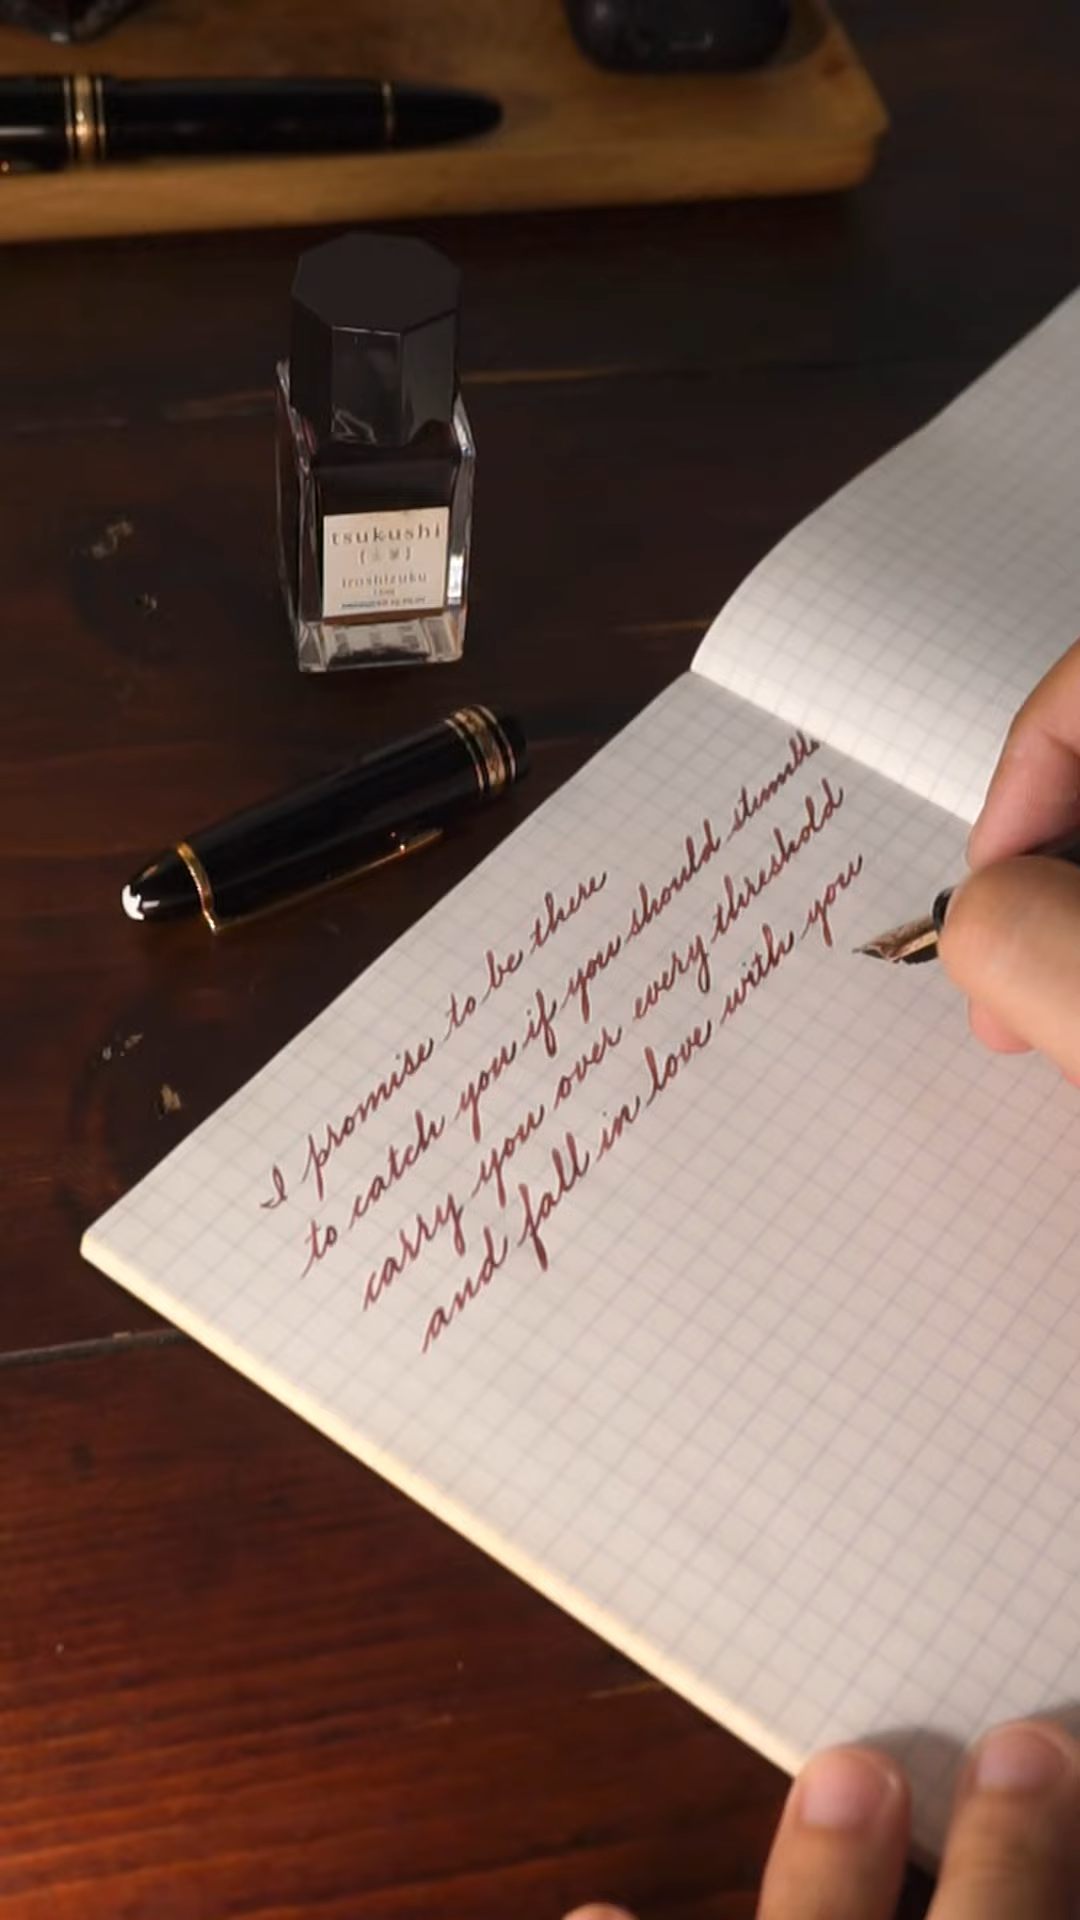 tsukushi
iroshizuku
I promise to be there
to catch you if you should stumble
carry you over every threshold
and fall in love with you